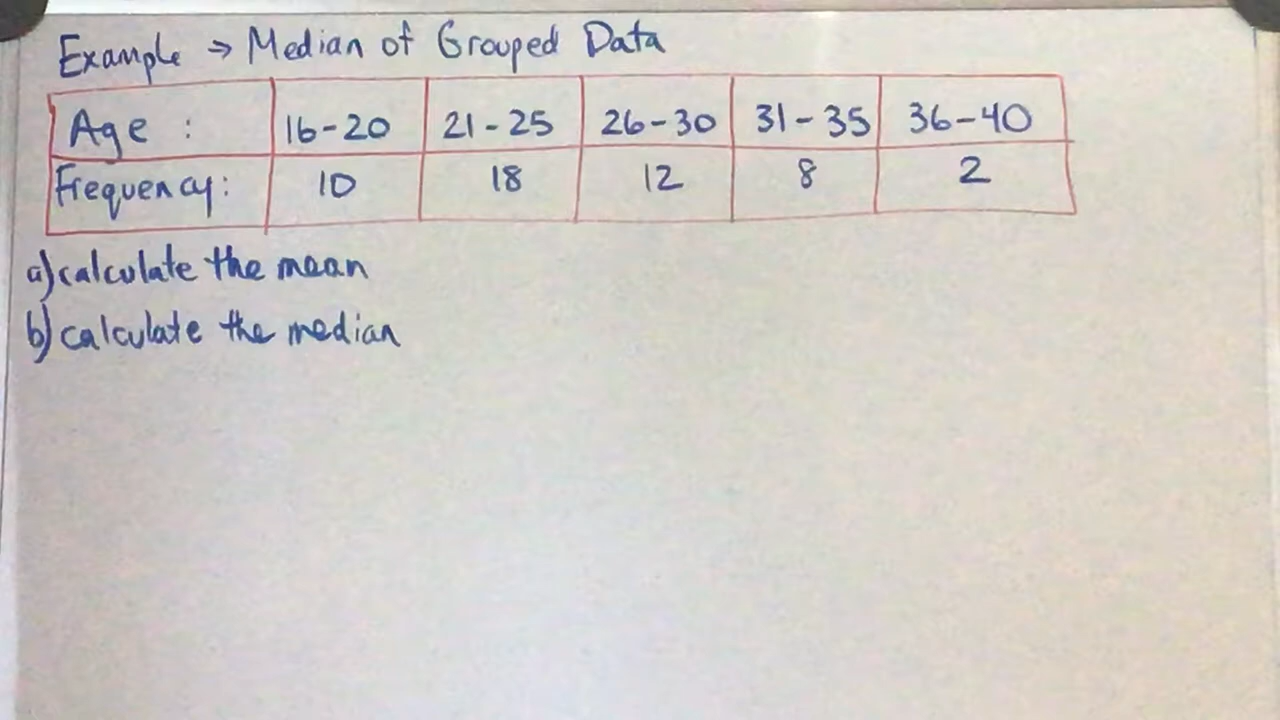 Example → Median of Grouped Data
Age : 16-20 21-25 26-30 31-35 36-40
Frequency: 10 18 12 8 2
a) calculate the mean
b) calculate the median